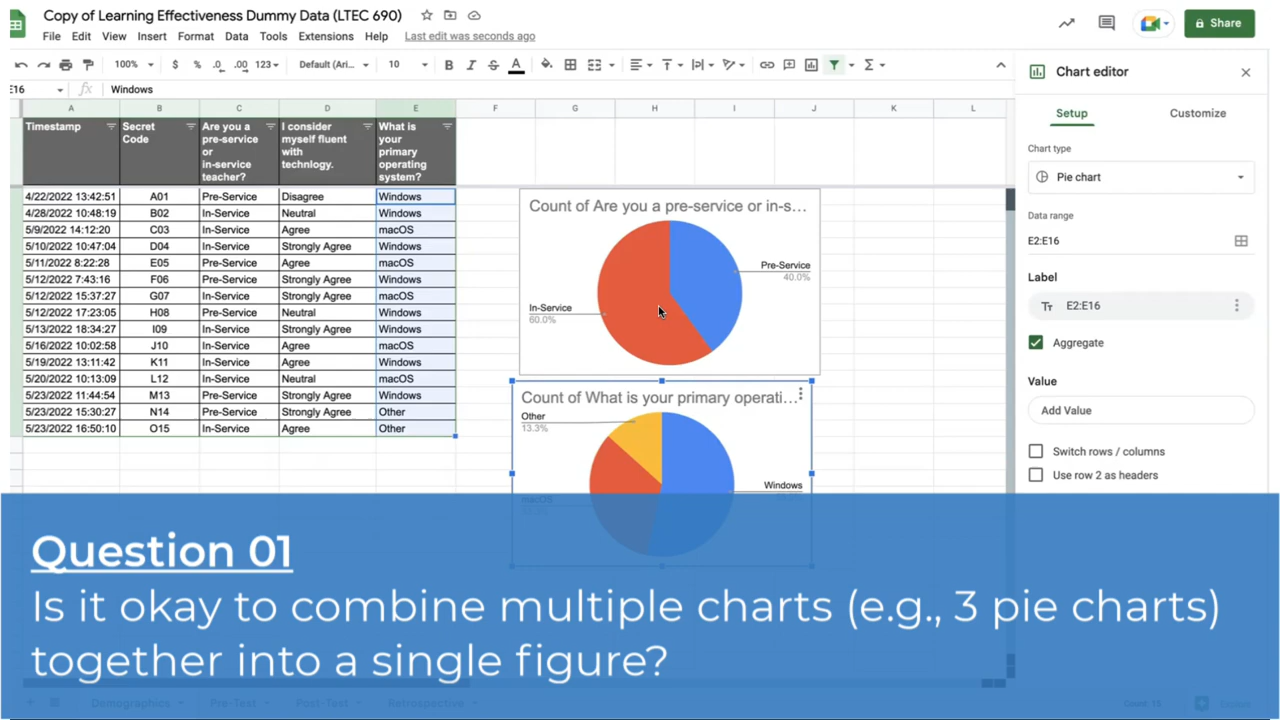 Copy of Learning Effectiveness Dummy Data (LTEC 690)
File Edit View Insert Format Data Tools Extensions Help Last edit was seconds ago
Share
100% $ % .0 .00 123 Default (Ari... 10 B I S A
E16 fx Windows
A B C D E F G H I J K L
Timestamp
Secret
Code
Are you a
pre-service
or
in-service
teacher?
I consider
myself fluent
with
technlogy.
What is
your
primary
operating
system?
4/22/2022 13:42:51 A01 Pre-Service Disagree Windows
4/28/2022 10:48:19 B02 In-Service Neutral Windows
5/9/2022 14:12:20 C03 In-Service Agree macOS
5/10/2022 10:47:04 D04 In-Service Strongly Agree Windows
5/11/2022 8:22:28 E05 Pre-Service Agree macOS
5/12/2022 7:43:16 F06 Pre-Service Strongly Agree Windows
5/12/2022 15:37:27 G07 In-Service Strongly Agree macOS
5/12/2022 17:23:05 H08 Pre-Service Neutral Windows
5/13/2022 18:34:27 I09 In-Service Strongly Agree Windows
5/16/2022 10:02:58 J10 In-Service Agree macOS
5/19/2022 13:11:42 K11 In-Service Agree Windows
5/20/2022 10:13:09 L12 In-Service Neutral macOS
5/23/2022 11:44:54 M13 Pre-Service Strongly Agree Windows
5/23/2022 15:30:27 N14 Pre-Service Strongly Agree Other
5/23/2022 16:50:10 O15 In-Service Agree Other
Count of Are you a pre-service or in-s...
Pre-Service
40.0%
In-Service
60.0%
Count of What is your primary operati...
Other
13.3%
Windows
macOS
Chart editor
Setup Customize
Chart type
Pie chart
Data range
E2:E16
Label
Tт E2:E16
Aggregate
Value
Add Value
Switch rows / columns
Use row 2 as headers
Question 01
Is it okay to combine multiple charts (e.g., 3 pie charts)
together into a single figure?
Demographics Pre-Test Post-Test Retrospective
Count: 15